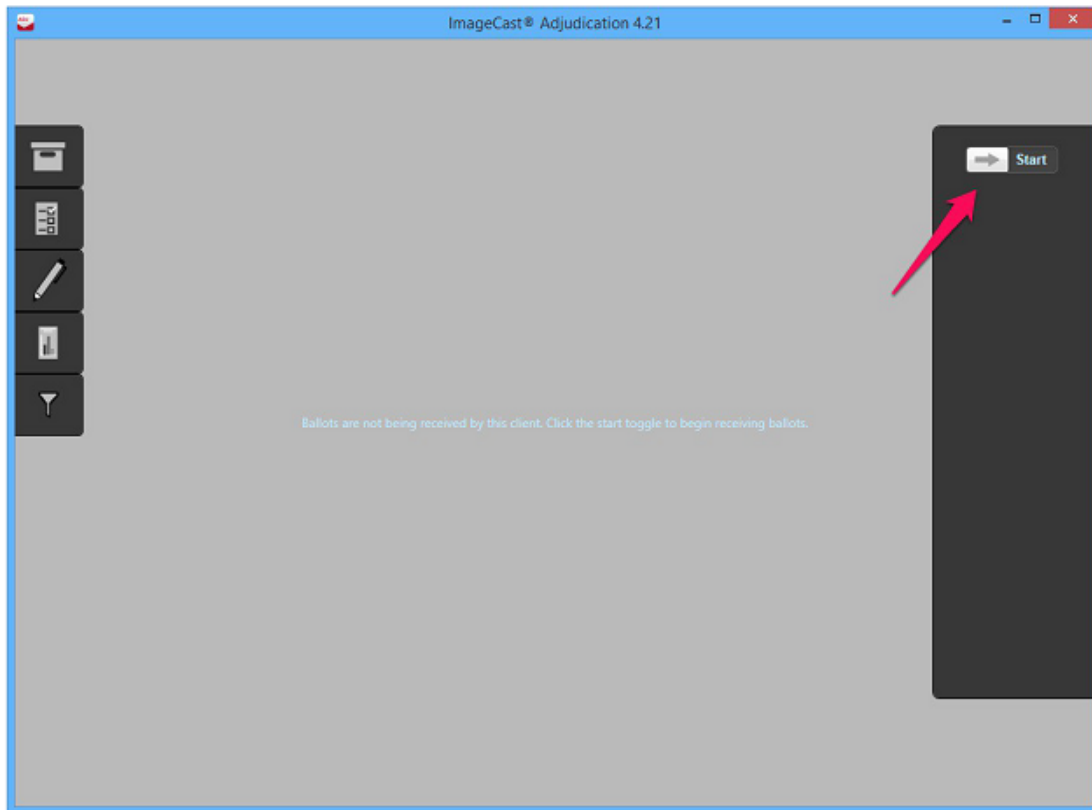 ImageCast® Adjudication 4.21
Start
Ballots are not being received by this client. Click the start toggle to begin receiving ballots.